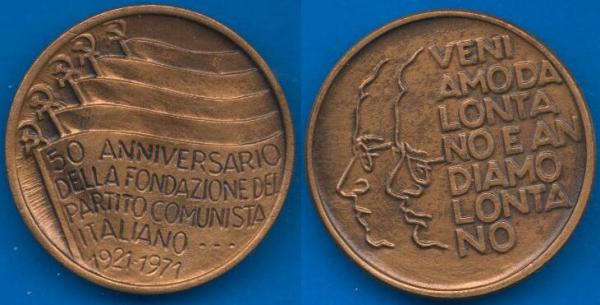 50 ANNIVERSARIO
DELLA FONDAZIONE DEL
PARTITO COMUNISTA
ITALIANO...
1921-1971
VENI
AMO DA
LONTA
NO E AN
DIAMO
LONTA
NO